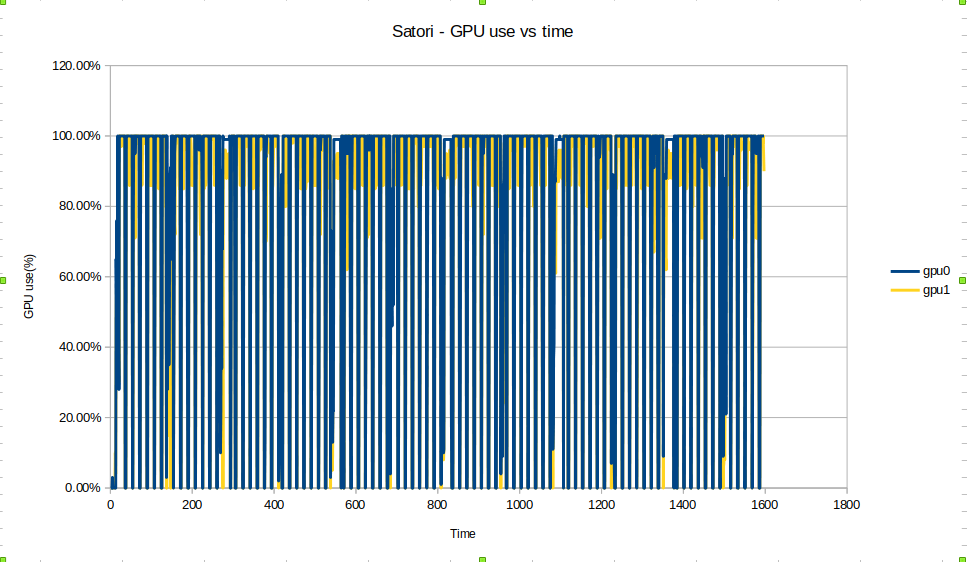 Satori - GPU use vs time
120.00%
100.00%
80.00%
60.00%
40.00%
20.00%
0.00%
GPU use(%)
0 200 400 600 800 1000 1200 1400 1600 1800
Time
gpu0
gpu1